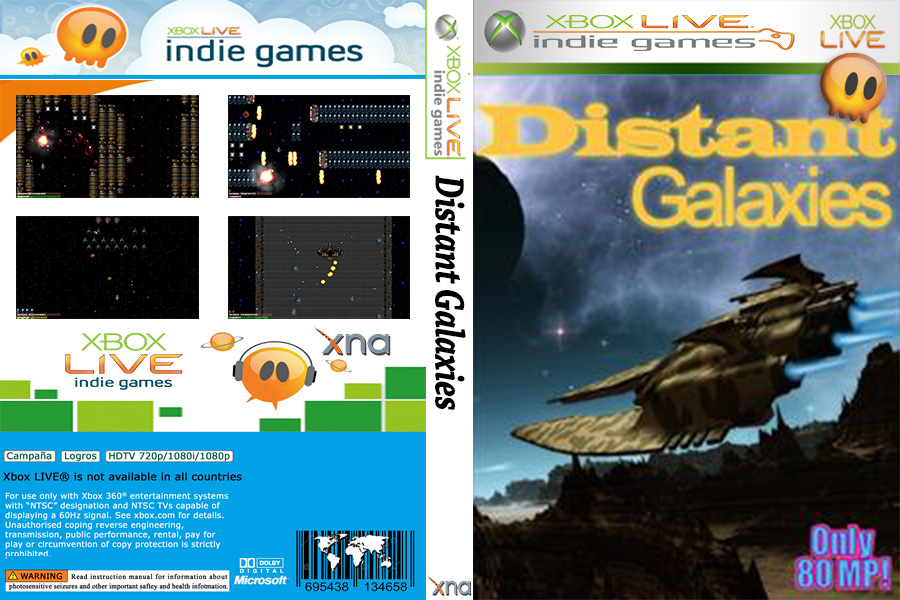 XBOX LIVE
indie games
XBOX LIVE
indie games
xna
Campaña Logros HDTV 720p/1080i/1080p
Xbox LIVE® is not available in all countries
For use only with Xbox 360® entertainment systems
with “NTSC” designation and NTSC TVs capable of
displaying a 60Hz signal. See xbox.com for details.
Unauthorised coping reverse engineering,
transmission, public performance, rental, pay for
play or circumvention of copy protection is strictly
prohibited.
WARNING Read instruction manual for information about
photosensitive seizures and other important saftey and health infotmation.
DOLBY
DIGITAL
Microsoft
695438 134658
XBOX LIVE
indie games
Distant Galaxies
xna
XBOX LIVE
indie games
XBOX
LIVE
Distant
Galaxies
Only
80 MP!